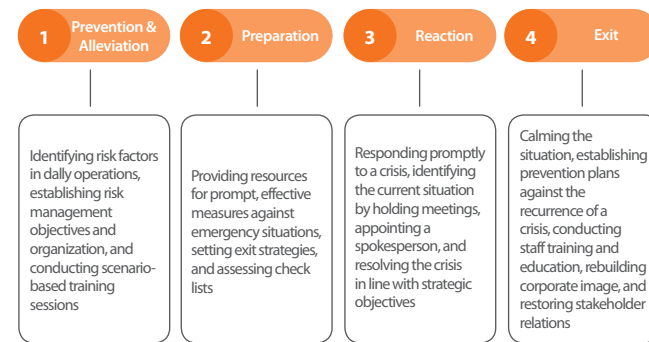 1
Prevention &
Alleviation
2
Preparation
3
Reaction
4
Exit
Identifying risk factors
in dally operations,
establishing risk
management
objectives and
organization, and
conducting scenario-
based training
sessions
Providing resources
for prompt, effective
measures against
emergency situations,
setting exit strategies,
and assessing check
lists
Responding promptly
to a crisis, identifying
the current situation
by holding meetings,
appointing a
spokesperson, and
resolving the crisis
in line with strategic
objectives
Calming the
situation, establishing
prevention plans
against the
recurrence of a
crisis, conducting
staff training and
education, rebuilding
corporate image, and
restoring stakeholder
relations